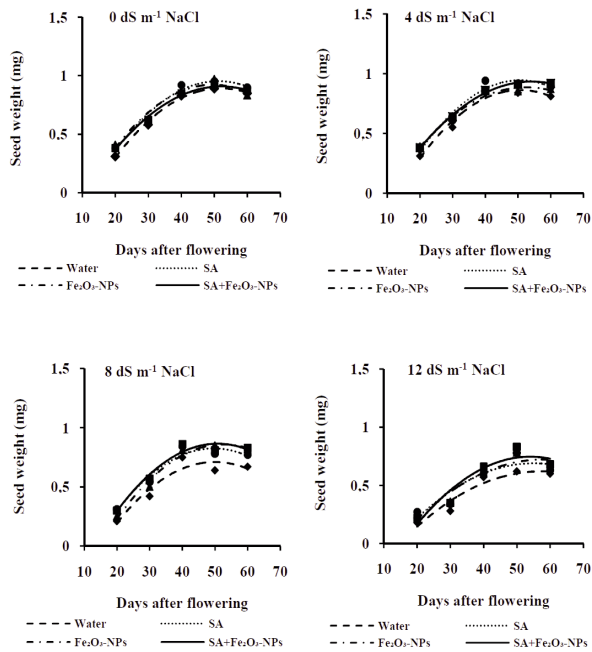 0 dS m⁻¹ NaCl
Seed weight (mg)
1.5
1
0.5
0
10 20 30 40 50 60 70
Days after flowering
Water SA
Fe₂O₃-NPs SA+Fe₂O₃-NPs
4 dS m⁻¹ NaCl
Seed weight (mg)
1.5
1
0.5
0
10 20 30 40 50 60 70
Days after flowering
Water SA
Fe₂O₃-NPs SA+Fe₂O₃-NPs
8 dS m⁻¹ NaCl
Seed weight (mg)
1.5
1
0.5
0
10 20 30 40 50 60 70
Days after flowering
Water SA
Fe₂O₃-NPs SA+Fe₂O₃-NPs
12 dS m⁻¹ NaCl
Seed weight (mg)
1.5
1
0.5
0
10 20 30 40 50 60 70
Days after flowering
Water SA
Fe₂O₃-NPs SA+Fe₂O₃-NPs